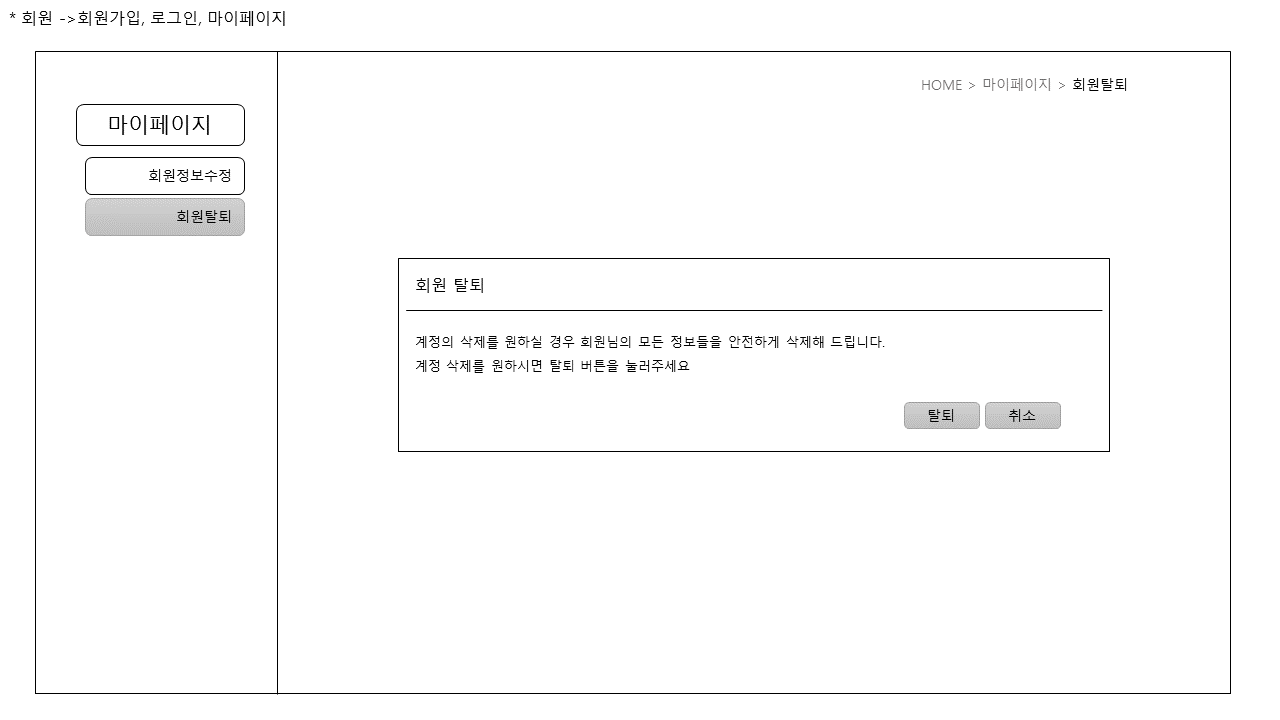 * 회원 ->회원가입, 로그인, 마이페이지
HOME > 마이페이지 > 회원탈퇴
마이페이지
회원정보수정
회원탈퇴
회원 탈퇴
계정의 삭제를 원하실 경우 회원님의 모든 정보들을 안전하게 삭제해 드립니다.
계정 삭제를 원하시면 탈퇴 버튼을 눌러주세요
탈퇴 취소